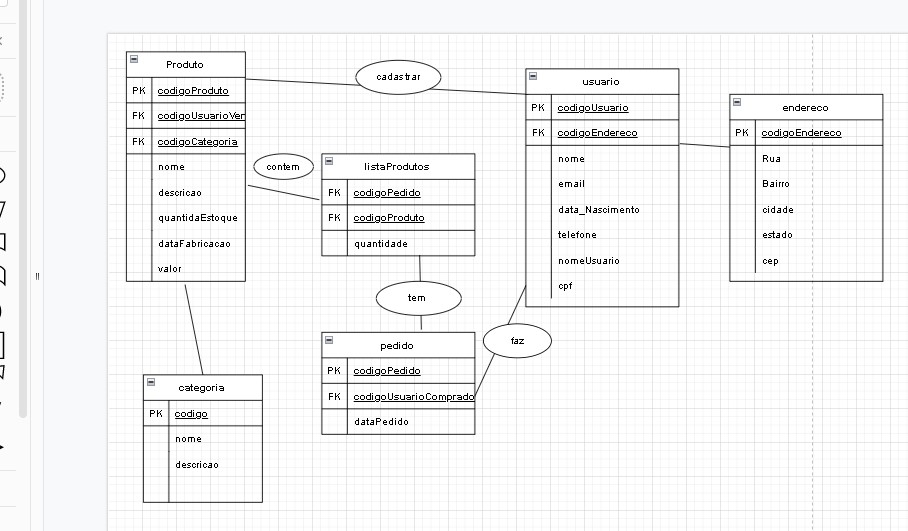 Produto
PK codigoProduto
FK codigoUsuarioVer
FK codigoCategoria
nome
descricao
quantidaEstoque
dataFabricacao
valor
cadastrar
contem
listaProdutos
FK codigoPedido
FK codigoProduto
quantidade
tem
usuario
PK codigoUsuario
FK codigoEndereco
nome
email
data_Nascimento
telefone
nomeUsuario
cpf
endereco
PK codigoEndereco
Rua
Bairro
cidade
estado
cep
faz
pedido
PK codigoPedido
FK codigoUsuarioComprado
dataPedido
categoria
PK codigo
nome
descricao